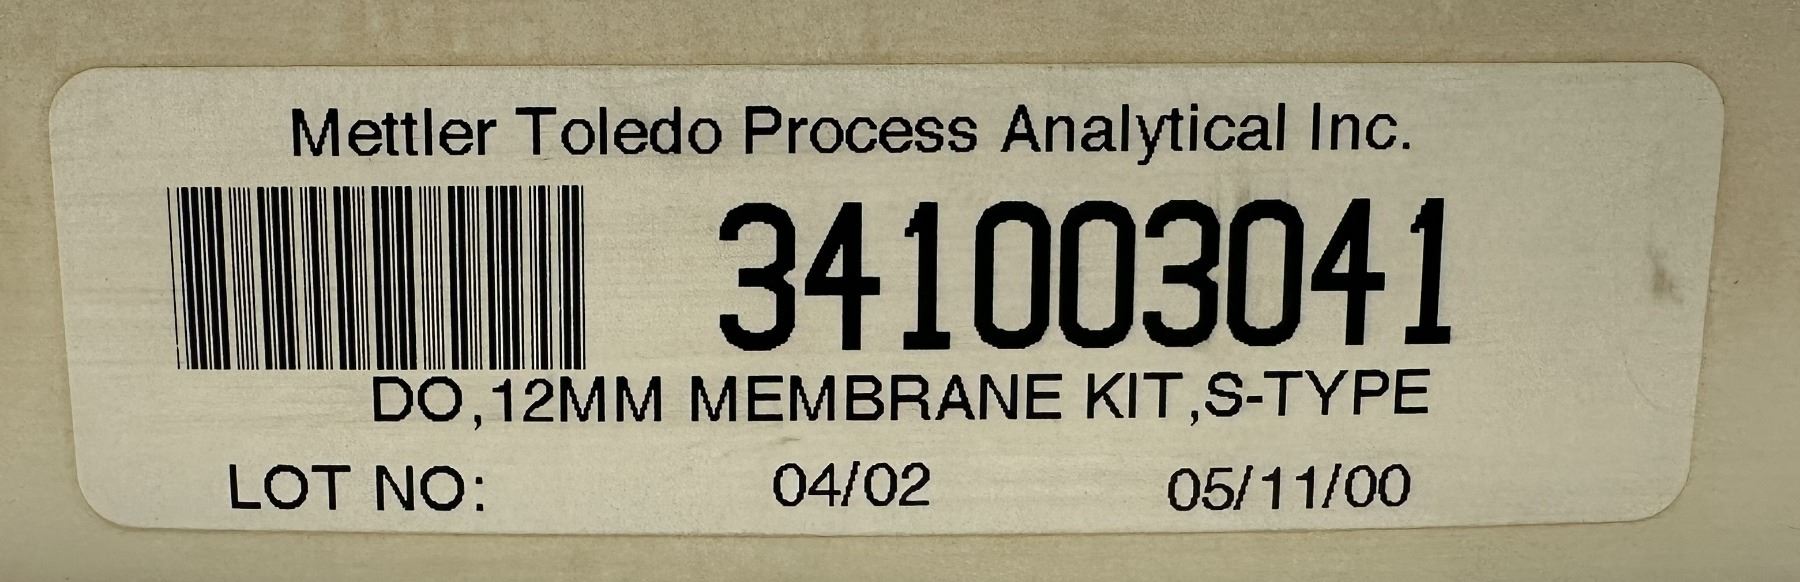 Mettler Toledo Process Analytical Inc.
341003041
DO,12MM MEMBRANE KIT,S-TYPE
LOT NO: 04/02 05/11/00